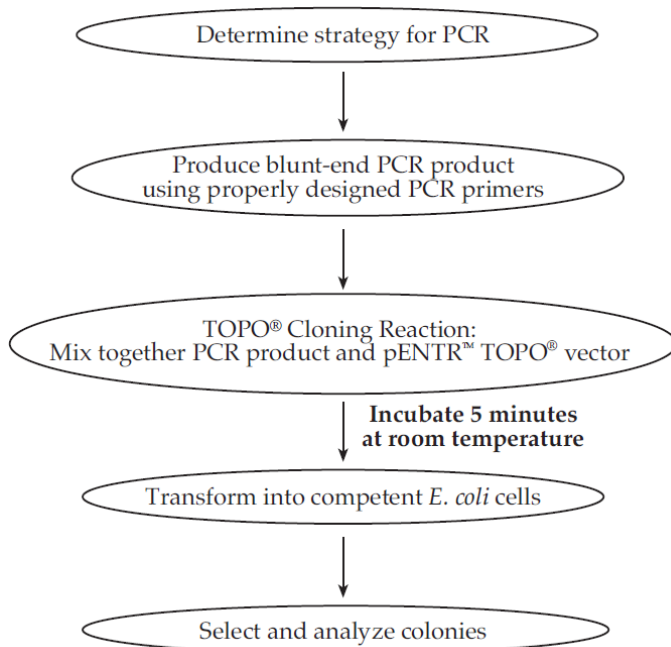 Determine strategy for PCR
Produce blunt-end PCR product
using properly designed PCR primers
TOPO® Cloning Reaction:
Mix together PCR product and pENTR™ TOPO® vector
Incubate 5 minutes
at room temperature
Transform into competent E. coli cells
Select and analyze colonies